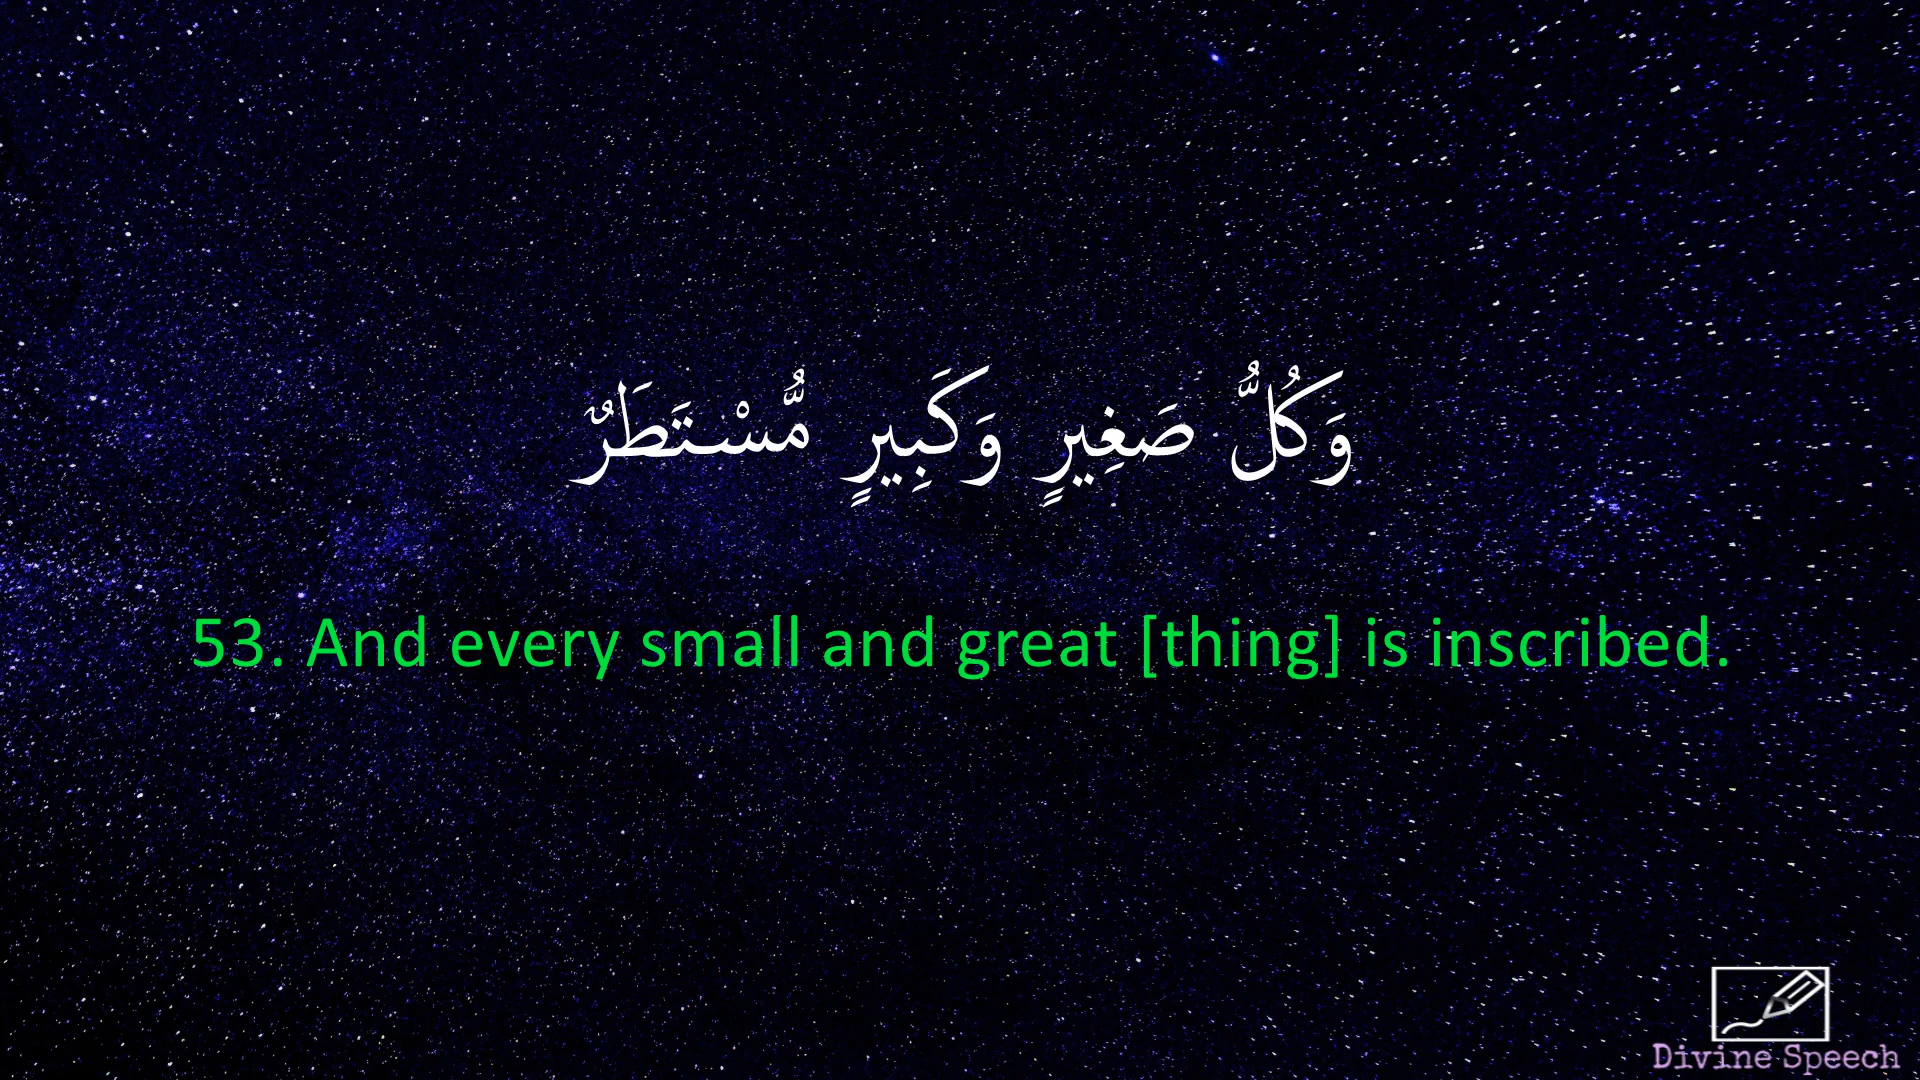 وَكُلُّ صَغِيرٍ وَكَبِيرٍ مُّسْتَطَرٌ
53. And every small and great [thing] is inscribed.
Divine Speech